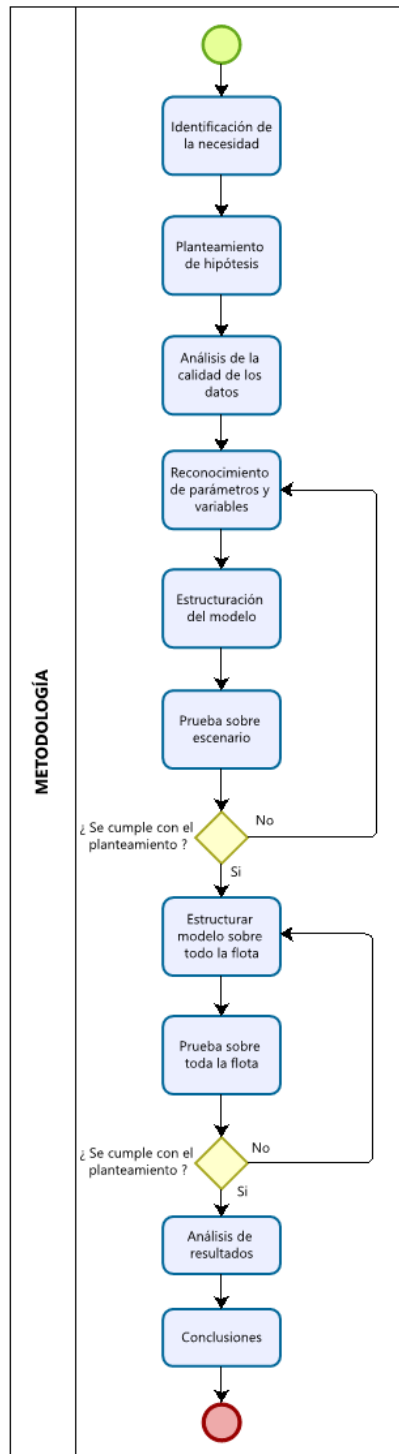 METODOLOGÍA
Identificación de
la necesidad
Planteamiento
de hipótesis
Análisis de la
calidad de los
datos
Reconocimiento
de parámetros y
variables
Estructuración
del modelo
Prueba sobre
escenario
¿ Se cumple con el
planteamiento ?
No
Si
Estructurar
modelo sobre
todo la flota
Prueba sobre
toda la flota
¿ Se cumple con el
planteamiento ?
No
Si
Análisis de
resultados
Conclusiones